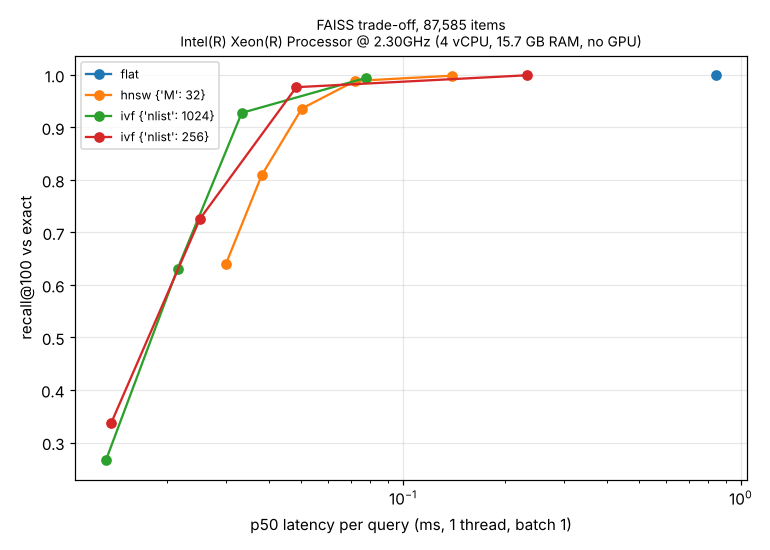 FAISS trade-off, 87,585 items
Intel(R) Xeon(R) Processor @ 2.30GHz (4 vCPU, 15.7 GB RAM, no GPU)
flat
hnsw {'M': 32}
ivf {'nlist': 1024}
ivf {'nlist': 256}
1.0
0.9
0.8
0.7
0.6
0.5
0.4
0.3
recall@100 vs exact
10⁻¹
10⁰
p50 latency per query (ms, 1 thread, batch 1)